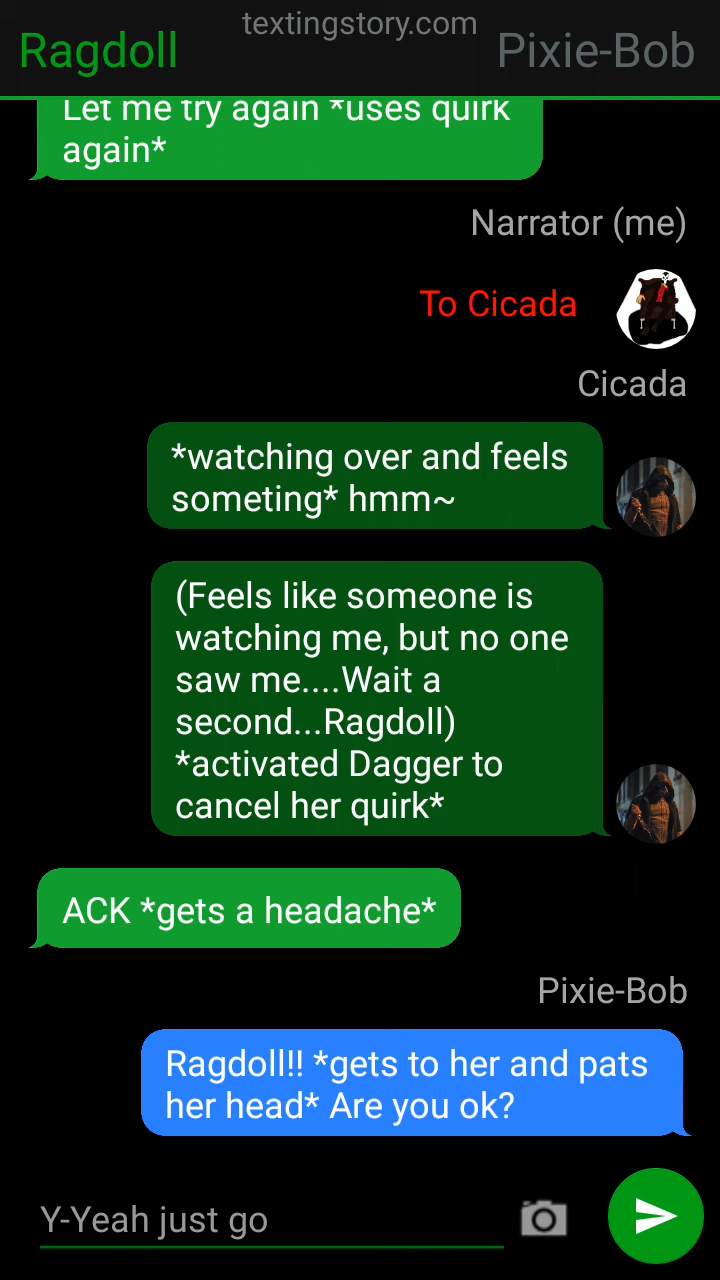 textingstory.com
Ragdoll
Pixie-Bob
Let me try again *uses quirk
again*
Narrator (me)
To Cicada
Cicada
*watching over and feels
someting* hmm~
(Feels like someone is
watching me, but no one
saw me....Wait a
second...Ragdoll)
*activated Dagger to
cancel her quirk*
ACK *gets a headache*
Pixie-Bob
Ragdoll!! *gets to her and pats
her head* Are you ok?
Y-Yeah just go